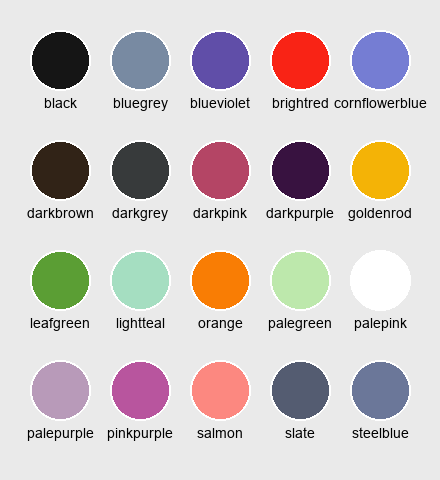 black bluegrey blueviolet brightred cornflowerblue
darkbrown darkgrey darkpink darkpurple goldenrod
leafgreen lightteal orange palegreen palepink
palepurple pinkpurple salmon slate steelblue